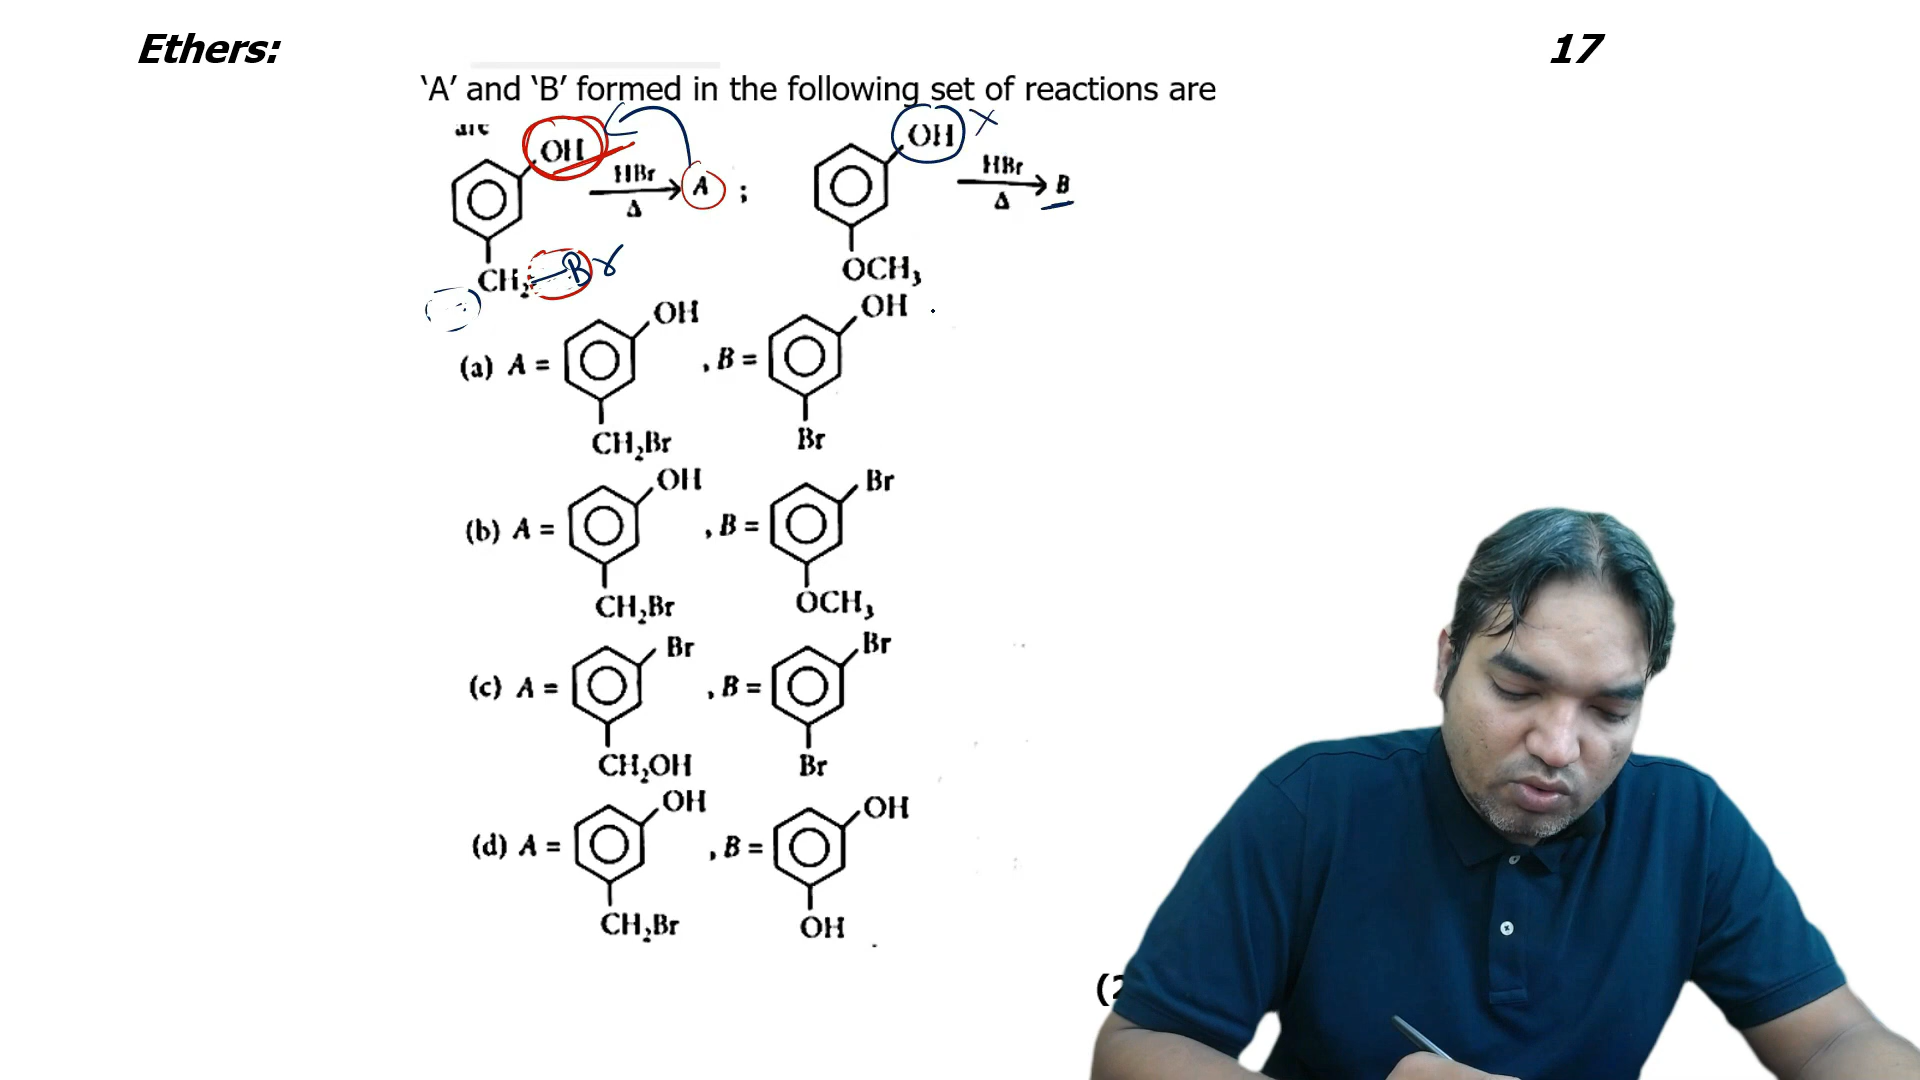 Ethers:
17
‘A’ and ‘B’ formed in the following set of reactions are
OH
HBr
Δ
A ;
CH2 Br
OH X
HBr
Δ
B
OCH3
(a) A =
OH
CH2Br
, B =
OH
Br
(b) A =
OH
CH2Br
, B =
Br
OCH3
(c) A =
Br
CH2OH
, B =
Br
Br
(d) A =
OH
CH2Br
, B =
OH
OH